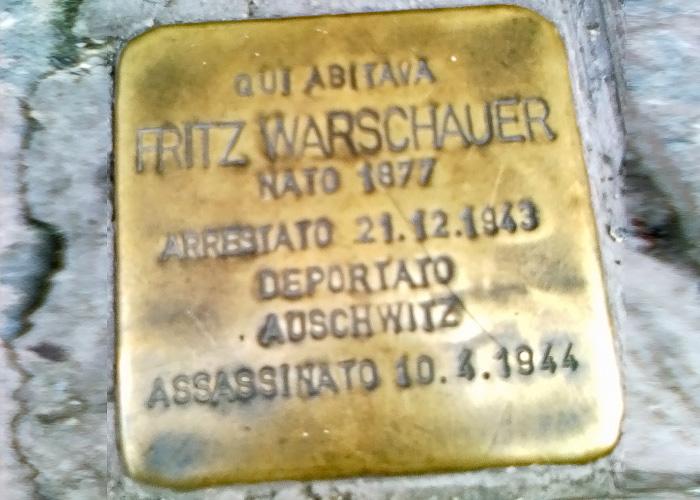 QUI ABITAVA
FRITZ WARSCHAUER
NATO 1877
ARRESTATO 21.12.1943
DEPORTATO
AUSCHWITZ
ASSASSINATO 10.4.1944